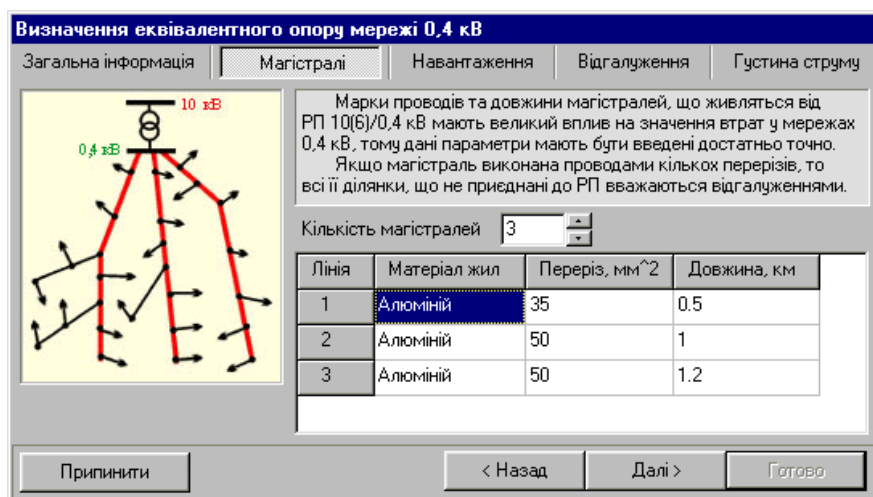 Визначення еквівалентного опору мережі 0,4 кВ
Загальна інформація Магістралі Навантаження Відгалуження Густина струму
10 кВ
0,4 кВ
Марки проводів та довжини магістралей, що живляться від
РП 10(6)/0,4 кВ мають великий вплив на значення втрат у мережах
0,4 кВ, тому дані параметри мають бути введені достатньо точно.
Якщо магістраль виконана проводами кількох перерізів, то
всі її ділянки, що не приєднані до РП вважаються відгалуженнями.
Кількість магістралей 3
Лінія Матеріал жил Переріз, мм^2 Довжина, км
1 Алюміній 35 0.5
2 Алюміній 50 1
3 Алюміній 50 1.2
Припинити < Назад Далі > Готово